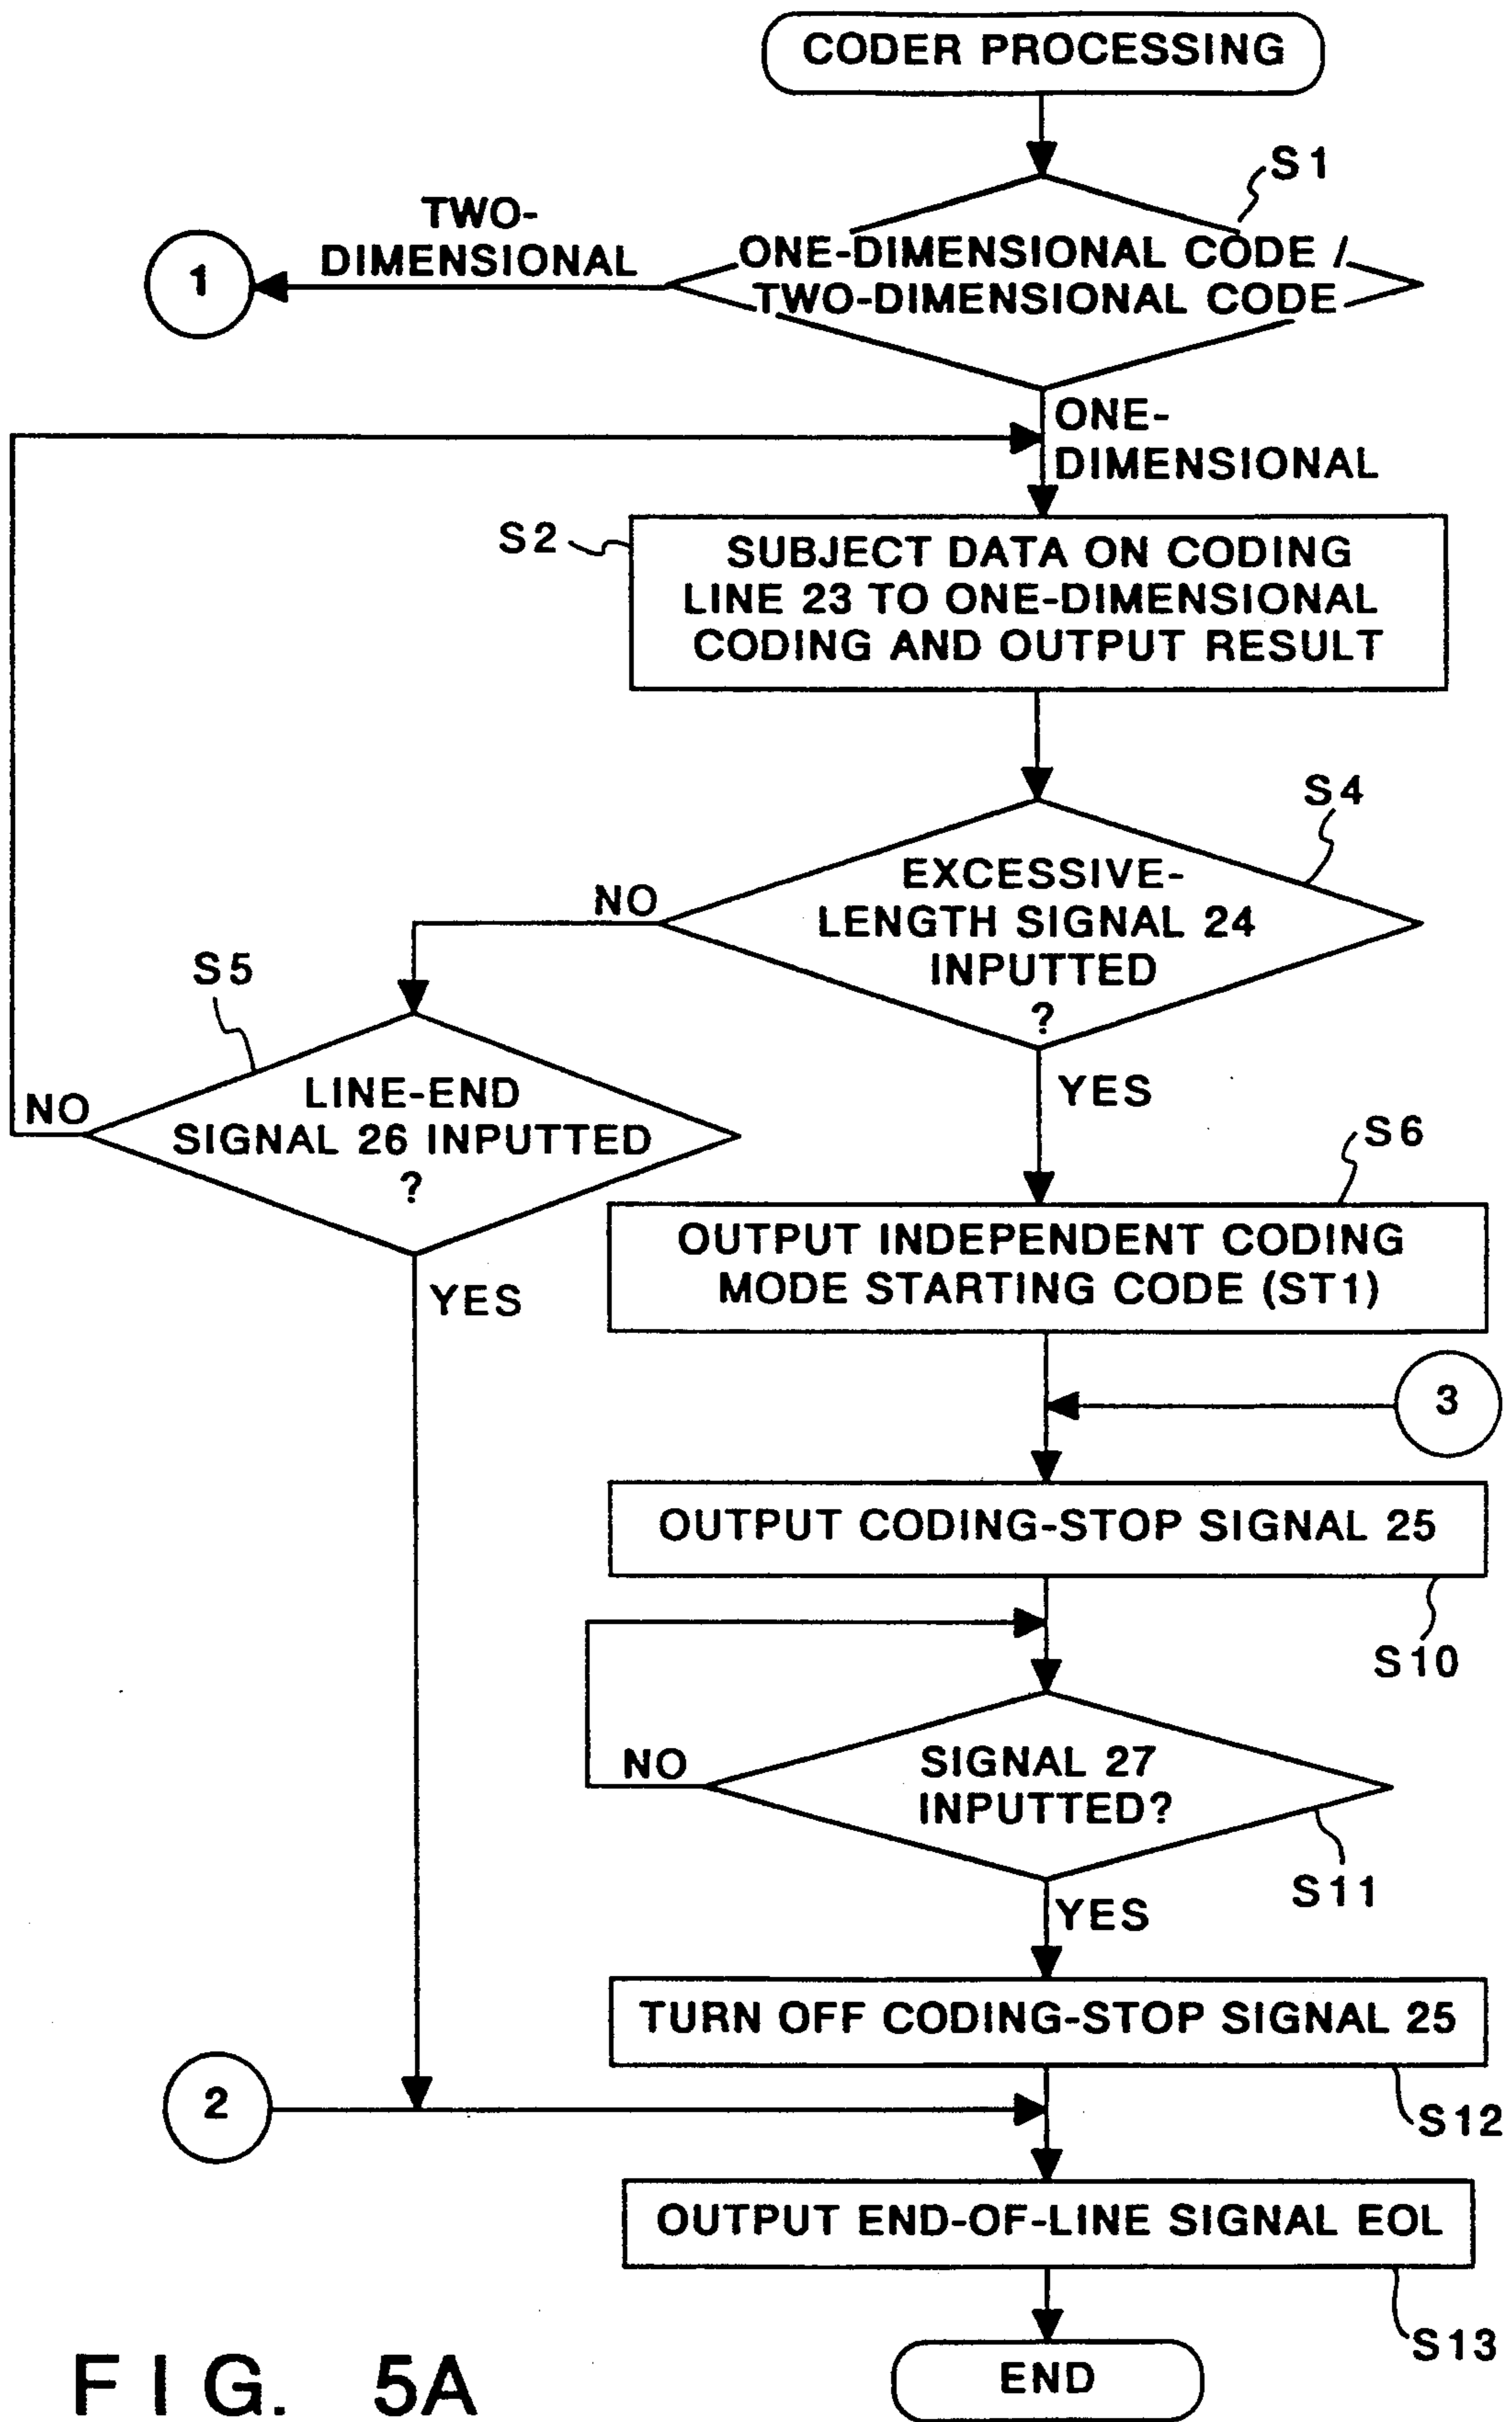 CODER PROCESSING
S1
TWO-
DIMENSIONAL
1
ONE-DIMENSIONAL CODE /
TWO-DIMENSIONAL CODE
ONE-
DIMENSIONAL
S2
SUBJECT DATA ON CODING
LINE 23 TO ONE-DIMENSIONAL
CODING AND OUTPUT RESULT
S4
EXCESSIVE-
LENGTH SIGNAL 24
INPUTTED
?
NO
S5
LINE-END
SIGNAL 26 INPUTTED
?
NO
YES
YES
S6
OUTPUT INDEPENDENT CODING
MODE STARTING CODE (ST1)
3
OUTPUT CODING-STOP SIGNAL 25
S10
SIGNAL 27
INPUTTED?
NO
S11
YES
TURN OFF CODING-STOP SIGNAL 25
S12
2
OUTPUT END-OF-LINE SIGNAL EOL
S13
END
FIG. 5A